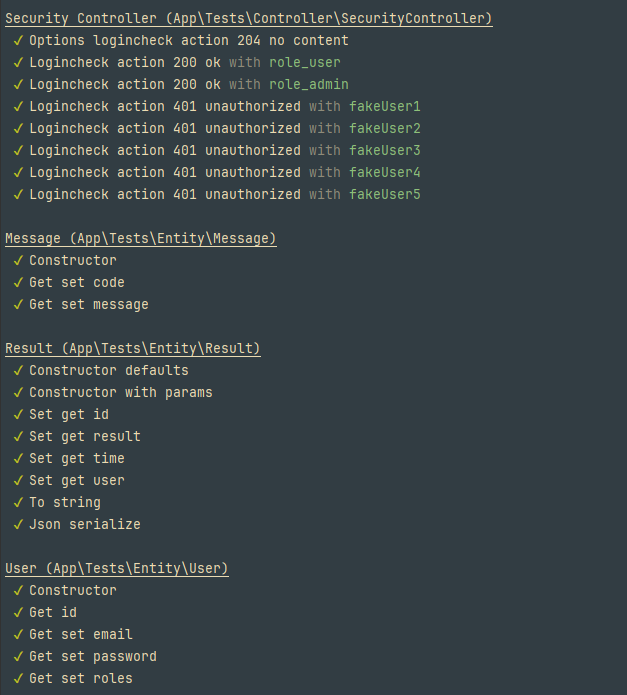 Security Controller (App\Tests\Controller\SecurityController)
✓ Options logincheck action 204 no content
✓ Logincheck action 200 ok with role_user
✓ Logincheck action 200 ok with role_admin
✓ Logincheck action 401 unauthorized with fakeUser1
✓ Logincheck action 401 unauthorized with fakeUser2
✓ Logincheck action 401 unauthorized with fakeUser3
✓ Logincheck action 401 unauthorized with fakeUser4
✓ Logincheck action 401 unauthorized with fakeUser5
Message (App\Tests\Entity\Message)
✓ Constructor
✓ Get set code
✓ Get set message
Result (App\Tests\Entity\Result)
✓ Constructor defaults
✓ Constructor with params
✓ Set get id
✓ Set get result
✓ Set get time
✓ Set get user
✓ To string
✓ Json serialize
User (App\Tests\Entity\User)
✓ Constructor
✓ Get id
✓ Get set email
✓ Get set password
✓ Get set roles